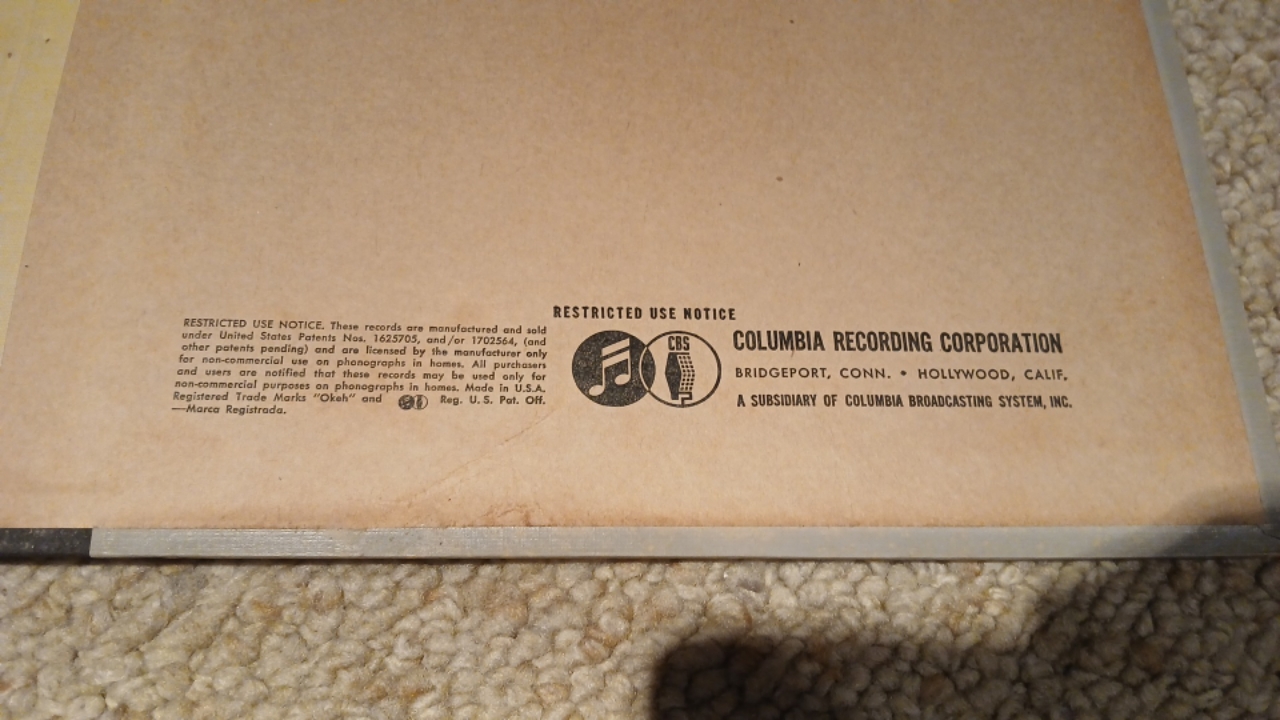 RESTRICTED USE NOTICE
RESTRICTED USE NOTICE. These records are manufactured and sold
under United States Patents Nos. 1625705, and/or 1702564, (and
other patents pending) and are licensed by the manufacturer only
for non-commercial use on phonographs in homes. All purchasers
and users are notified that these records may be used only for
non-commercial purposes on phonographs in homes. Made in U.S.A.
Registered Trade Marks "Okeh" and Reg. U. S. Pat. Off.
—Marca Registrada.
CBS
COLUMBIA RECORDING CORPORATION
BRIDGEPORT, CONN. • HOLLYWOOD, CALIF.
A SUBSIDIARY OF COLUMBIA BROADCASTING SYSTEM, INC.